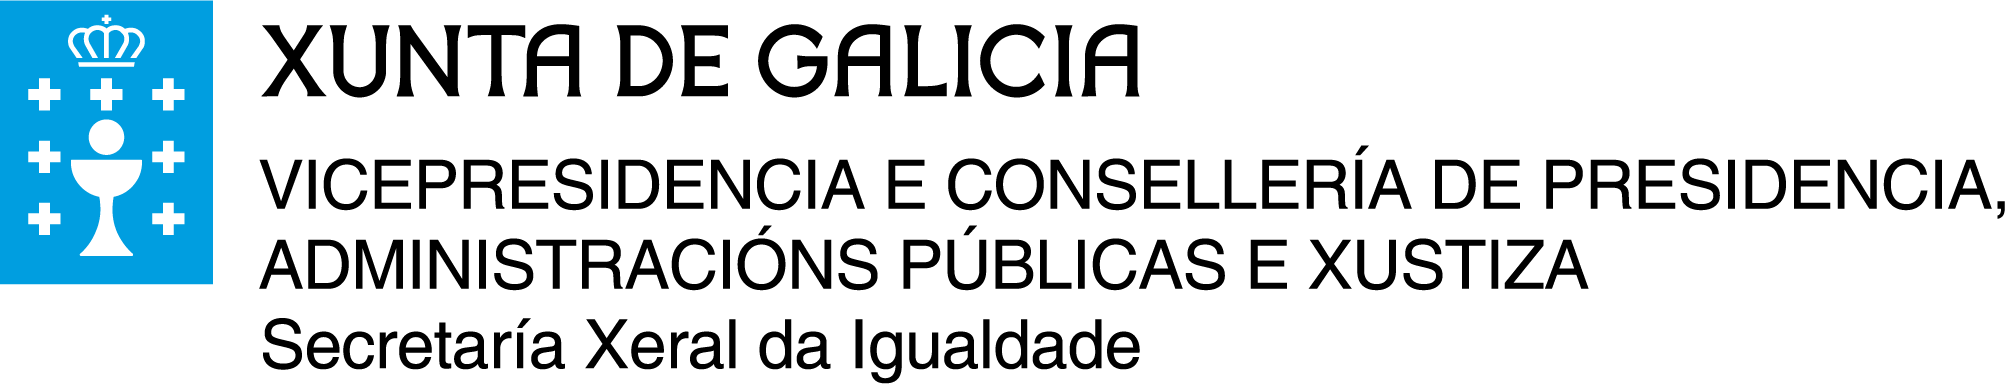 XUNTA DE GALICIA
VICEPRESIDENCIA E CONSELLERÍA DE PRESIDENCIA,
ADMINISTRACIÓNS PÚBLICAS E XUSTIZA
Secretaría Xeral da Igualdade